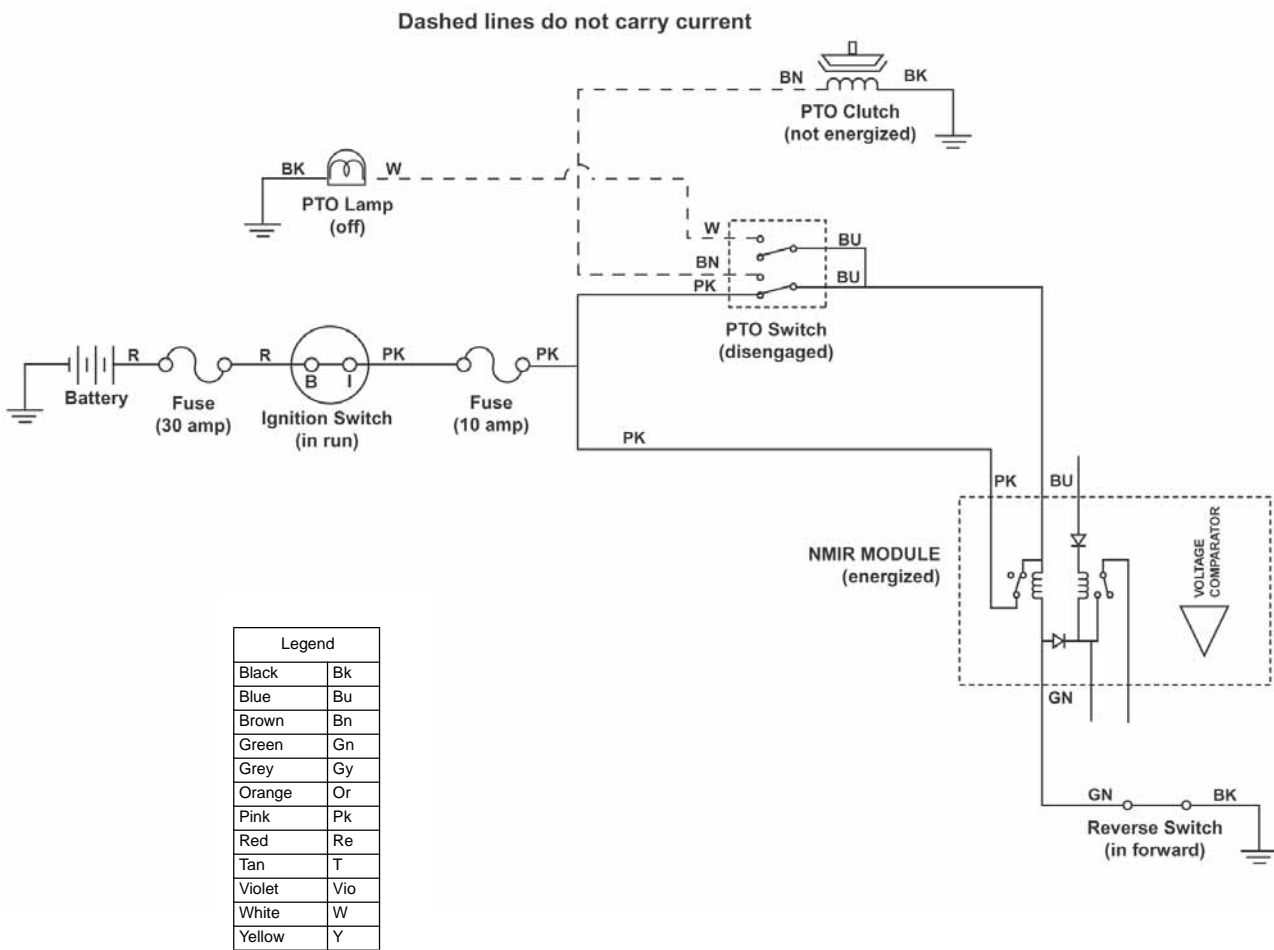 Dashed lines do not carry current
BN
BK
PTO Clutch
(not energized)
BK
W
PTO Lamp
(off)
W
BU
BN
BU
PK
PTO Switch
(disengaged)
R
R
PK
PK
B
I
Battery
Fuse
(30 amp)
Ignition Switch
(in run)
Fuse
(10 amp)
PK
PK
BU
NMIR MODULE
(energized)
VOLTAGE
COMPARATOR
GN
GN
BK
Reverse Switch
(in forward)
Legend
Black Bk
Blue Bu
Brown Bn
Green Gn
Grey Gy
Orange Or
Pink Pk
Red Re
Tan T
Violet Vio
White W
Yellow Y